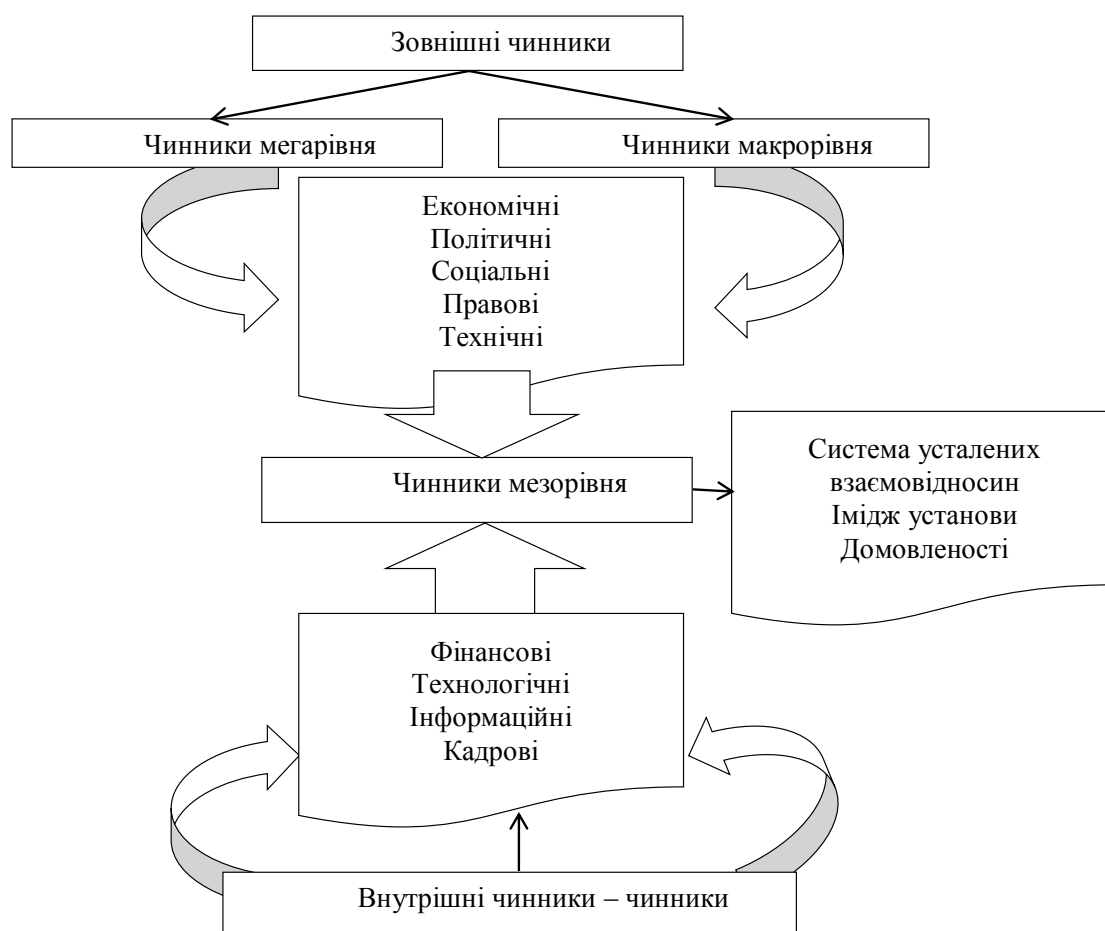 Зовнішні чинники
Чинники мегарівня
Чинники макрорівня
Економічні
Політичні
Соціальні
Правові
Технічні
Чинники мезорівня
Система усталених
взаємовідносин
Імідж установи
Домовленості
Фінансові
Технологічні
Інформаційні
Кадрові
Внутрішні чинники – чинники